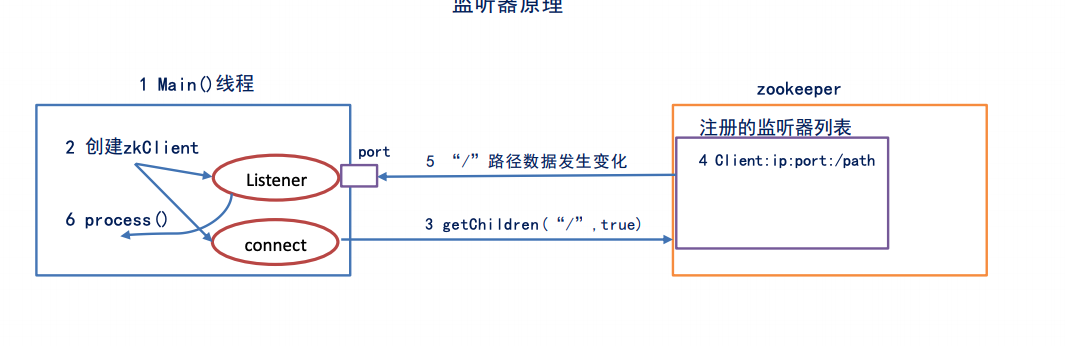 监听器原理
1 Main()线程
zookeeper
注册的监听器列表
2 创建zkClient
port
5 “/”路径数据发生变化
4 Client:ip:port:/path
Listener
6 process()
3 getChildren(“/”,true)
connect